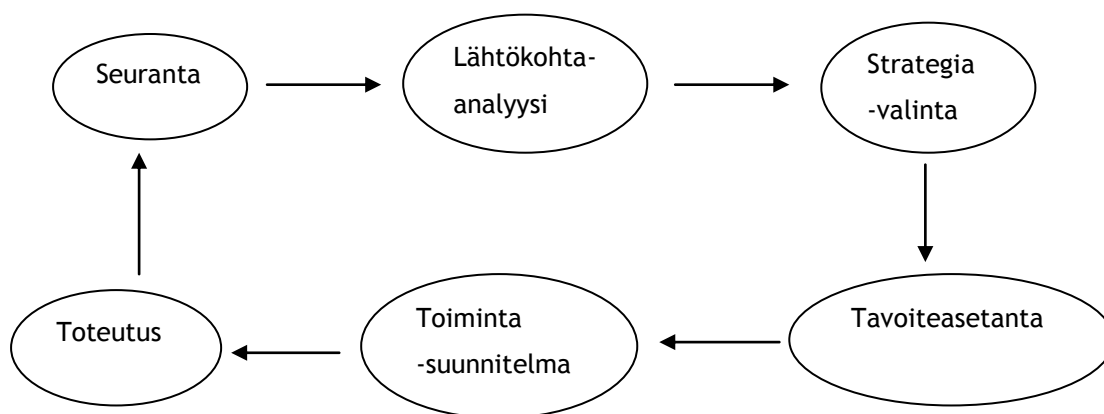 Seuranta
Lähtökohta-
analyysi
Strategia
-valinta
Tavoiteasetanta
Toiminta
-suunnitelma
Toteutus